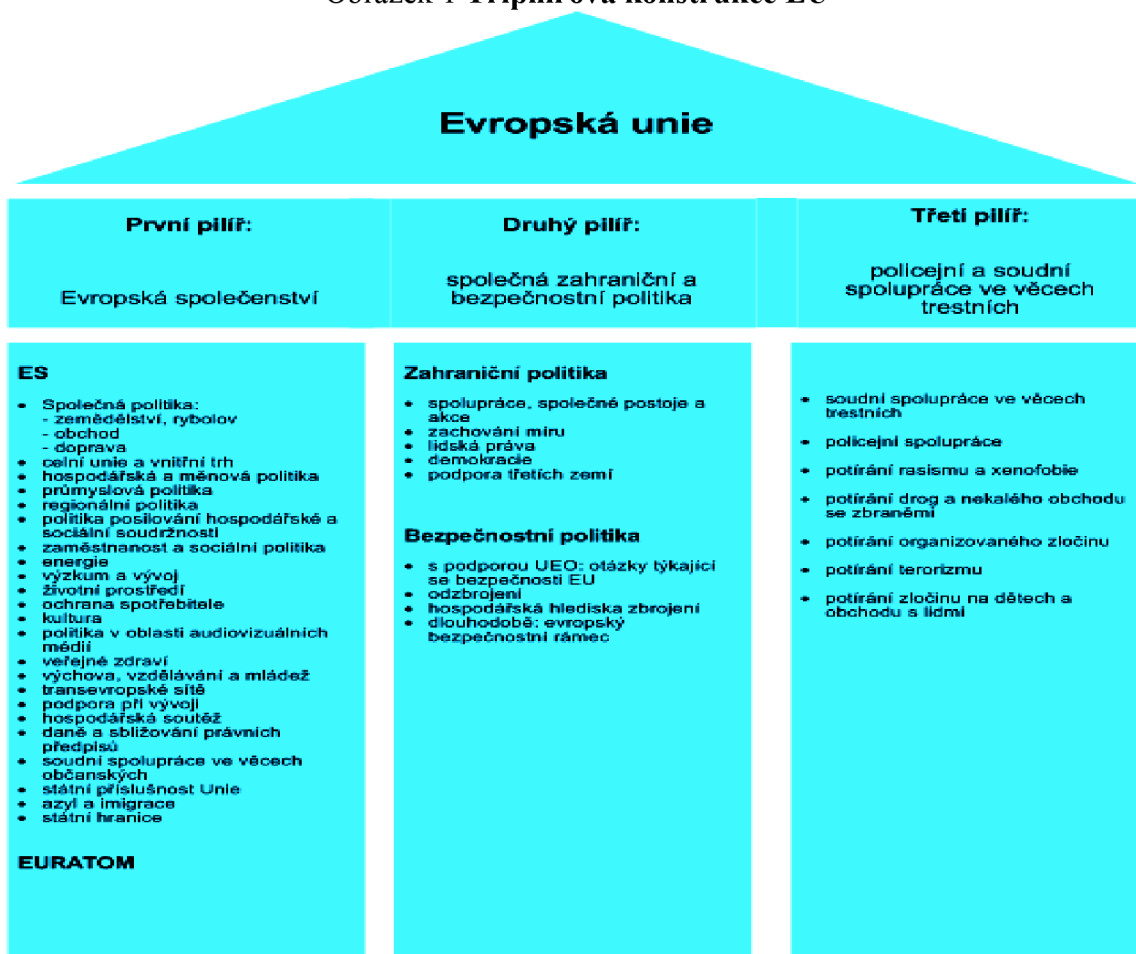 Obrázek 1 Třípilířová konstrukce EU
Evropská unie
První pilíř:
Evropská společenství
Druhý pilíř:
společná zahraniční a
bezpečnostní politika
Třetí pilíř:
policejní a soudní
spolupráce ve věcech
trestních
ES
• Společná politika:
- zemědělství, rybolov
- obchod
- doprava
• celní unie a vnitřní trh
• hospodářská a měnová politika
• průmyslová politika
• regionální politika
• politika posilování hospodářské a
sociální soudržnosti
• zaměstnanost a sociální politika
• energie
• výzkum a vývoj
• životní prostředí
• ochrana spotřebitele
• kultura
• politika v oblasti audiovizuálních
médií
• veřejné zdraví
• výchova, vzdělávání a mládež
• transevropské sítě
• podpora při vývoji
• hospodářská soutěž
• daně a sbližování právních
předpisů
• soudní spolupráce ve věcech
občanských
• státní příslušnost Unie
• azyl a imigrace
• státní hranice
EURATOM
Zahraniční politika
• spolupráce, společné postoje a
akce
• zachování míru
• lidská práva
• demokracie
• podpora třetích zemí
Bezpečnostní politika
• s podporou UEO: otázky týkající
se bezpečnosti EU
• odzbrojení
• hospodářská hlediska zbrojení
• dlouhodobě: evropský
bezpečnostní rámec
• soudní spolupráce ve věcech
trestních
• policejní spolupráce
• potírání rasismu a xenofobie
• potírání drog a nekalého obchodu
se zbraněmi
• potírání organizovaného zločinu
• potírání terorizmu
• potírání zločinu na dětech a
obchodu s lidmi